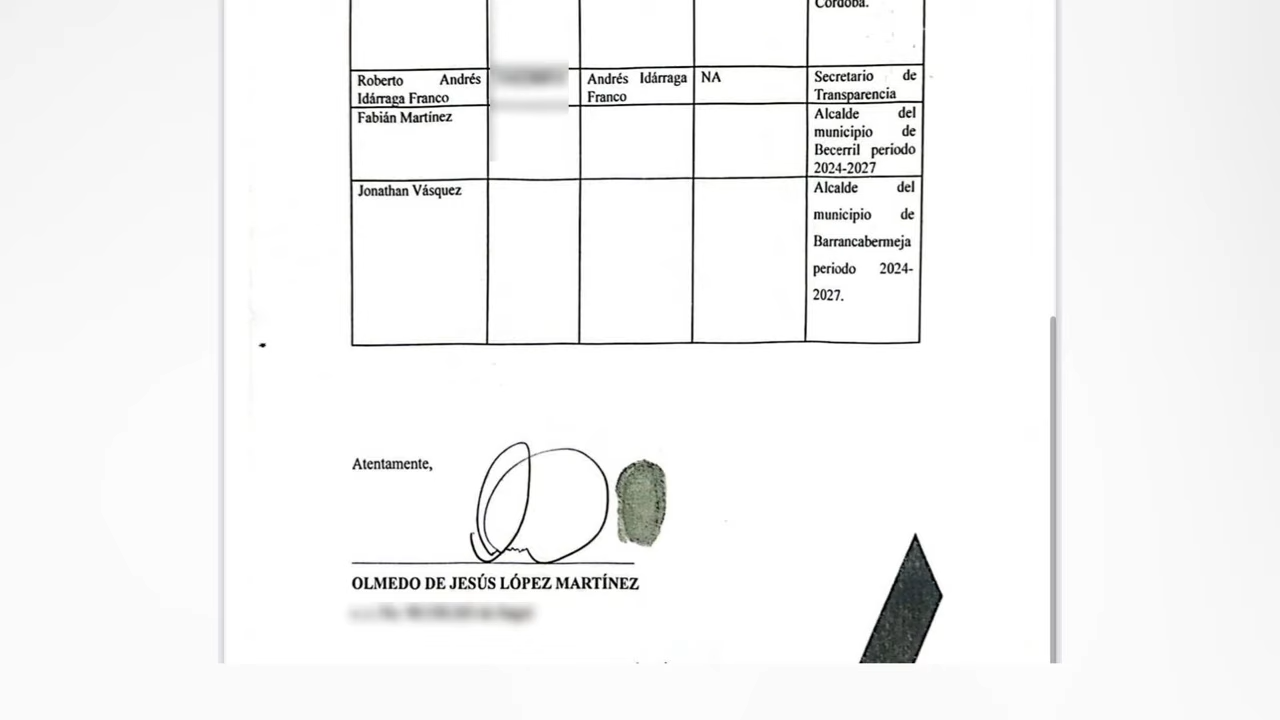 Córdoba.
Roberto Andrés
Idárraga Franco
Andrés Idárraga
Franco
NA
Secretario de
Transparencia
Fabián Martínez
Alcalde del
municipio de
Becerril periodo
2024-2027
Jonathan Vásquez
Alcalde del
municipio de
Barrancabermeja
periodo 2024-
2027.
Atentamente,
OLMEDO DE JESÚS LÓPEZ MARTÍNEZ